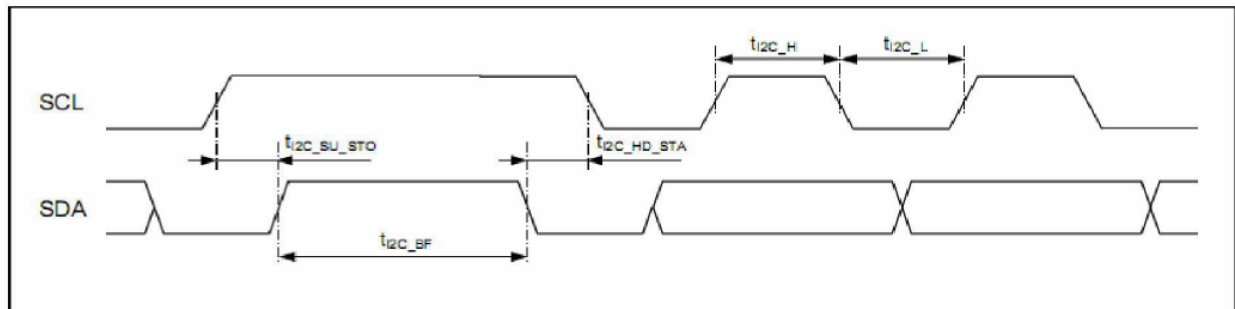 tI2C_H
tI2C_L
SCL
tI2C_SU_STO
tI2C_HD_STA
SDA
tI2C_BF